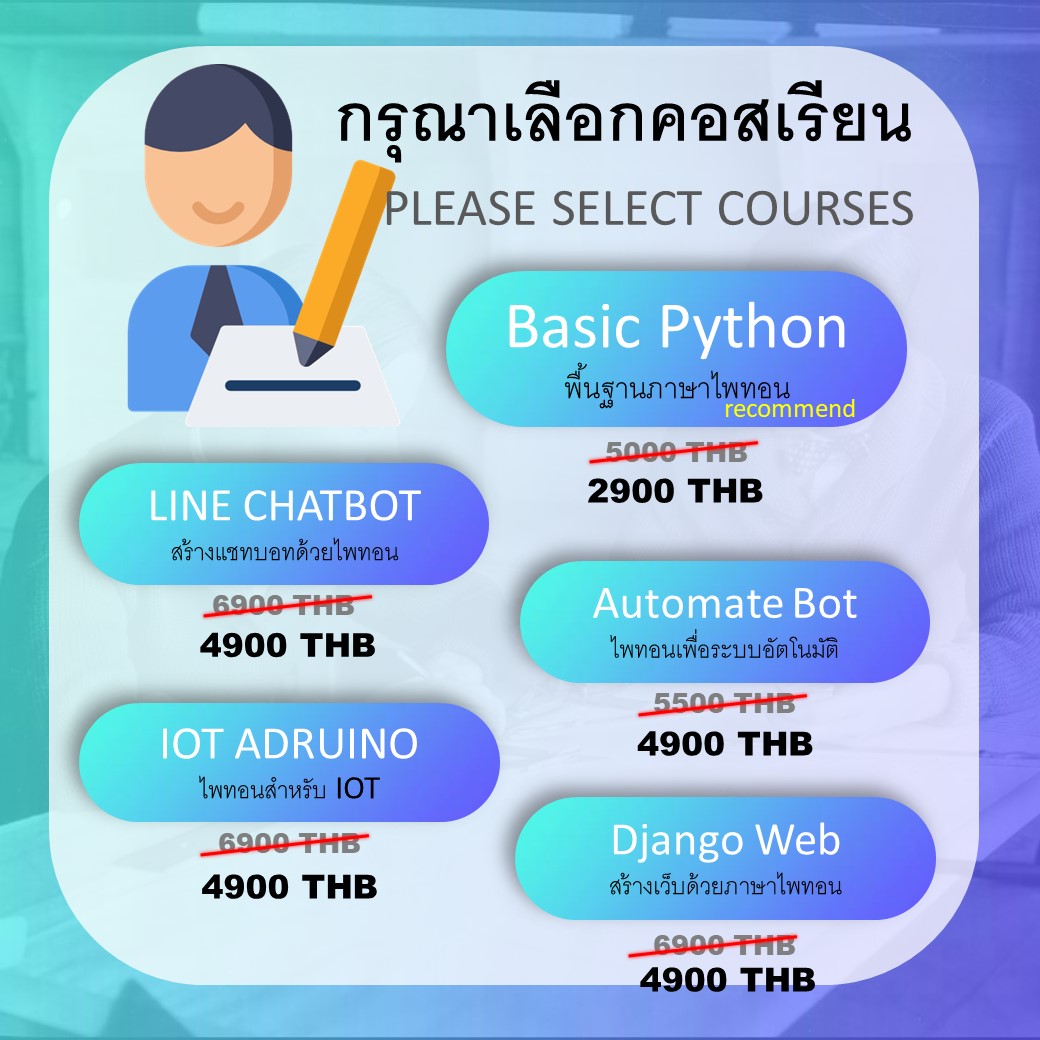 กรุณาเลือกคอสเรียน
PLEASE SELECT COURSES
Basic Python
พื้นฐานภาษาไพทอน
recommend
5000 THB
2900 THB
LINE CHATBOT
สร้างแชทบอทด้วยไพทอน
6900 THB
4900 THB
Automate Bot
ไพทอนเพื่อระบบอัตโนมัติ
5500 THB
4900 THB
IOT ADRUINO
ไพทอนสำหรับ IOT
6900 THB
4900 THB
Django Web
สร้างเว็บด้วยภาษาไพทอน
6900 THB
4900 THB